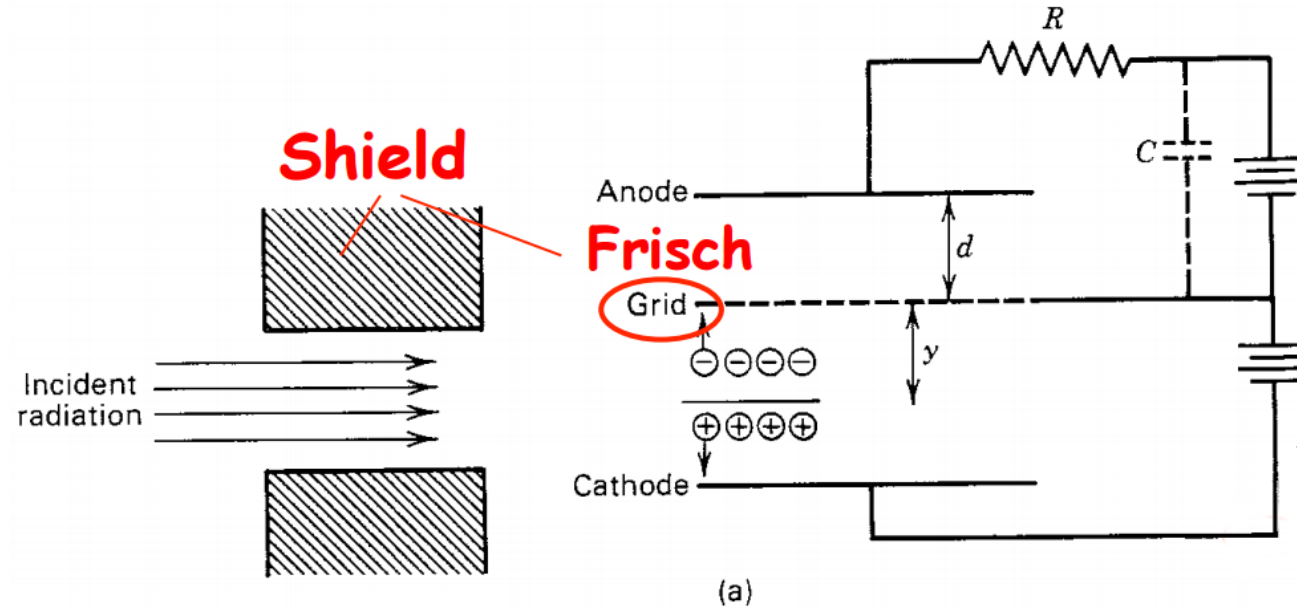 R
Shield
C
Anode
Frisch
d
Grid
y
Incident
radiation
Cathode
(a)